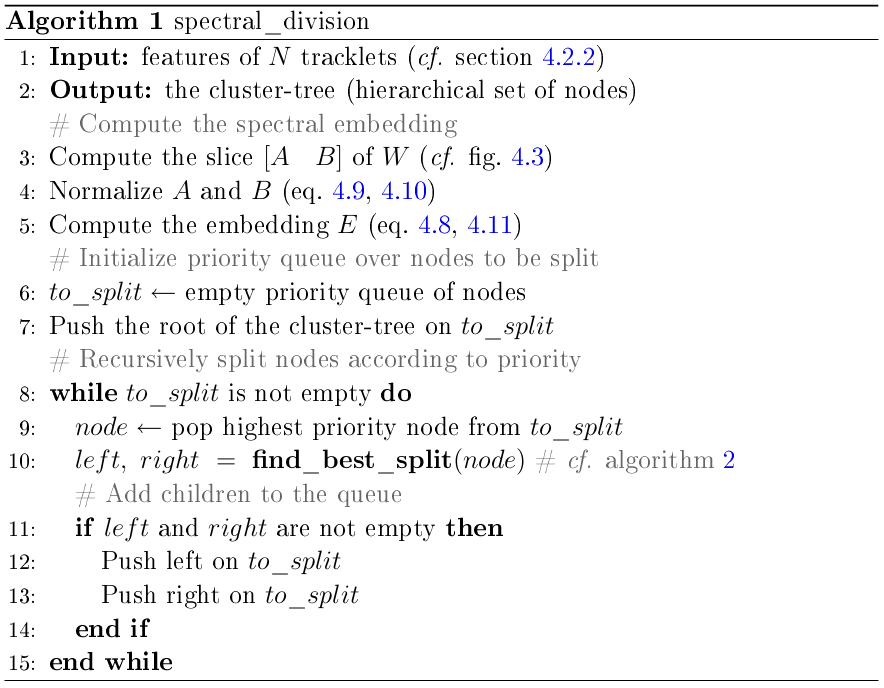 Algorithm 1 spectral_division
1: Input: features of N tracklets (cf. section 4.2.2)
2: Output: the cluster-tree (hierarchical set of nodes)
# Compute the spectral embedding
3: Compute the slice [A B] of W (cf. fig. 4.3)
4: Normalize A and B (eq. 4.9, 4.10)
5: Compute the embedding E (eq. 4.8, 4.11)
# Initialize priority queue over nodes to be split
6: to_split ← empty priority queue of nodes
7: Push the root of the cluster-tree on to_split
# Recursively split nodes according to priority
8: while to_split is not empty do
9: node ← pop highest priority node from to_split
10: left, right = find_best_split(node) # cf. algorithm 2
# Add children to the queue
11: if left and right are not empty then
12: Push left on to_split
13: Push right on to_split
14: end if
15: end while